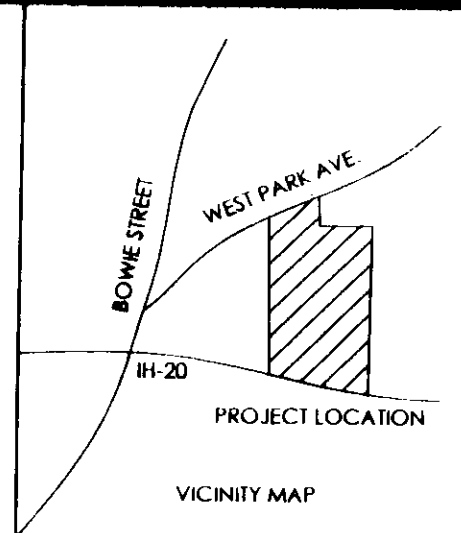 WEST PARK AVE.
BOWIE STREET
IH-20
PROJECT LOCATION
VICINITY MAP